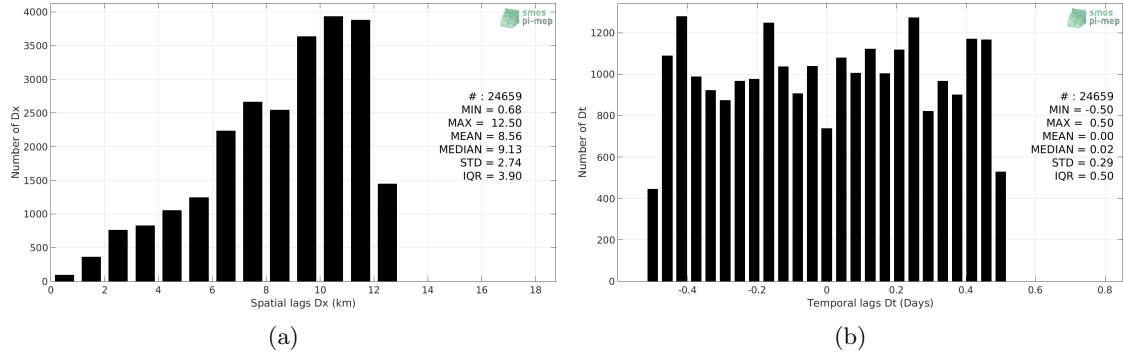 smos
pi-mep
4000
3500
3000
2500
2000
1500
1000
500
0
Number of Dx
# : 24659
MIN = 0.68
MAX = 12.50
MEAN = 8.56
MEDIAN = 9.13
STD = 2.74
IQR = 3.90
0 2 4 6 8 10 12 14 16 18
Spatial lags Dx (km)
(a)
smos
pi-mep
1200
1000
800
600
400
200
0
Number of Dt
# : 24659
MIN = -0.50
MAX = 0.50
MEAN = 0.00
MEDIAN = 0.02
STD = 0.29
IQR = 0.50
-0.4 -0.2 0 0.2 0.4 0.6 0.8
Temporal lags Dt (Days)
(b)